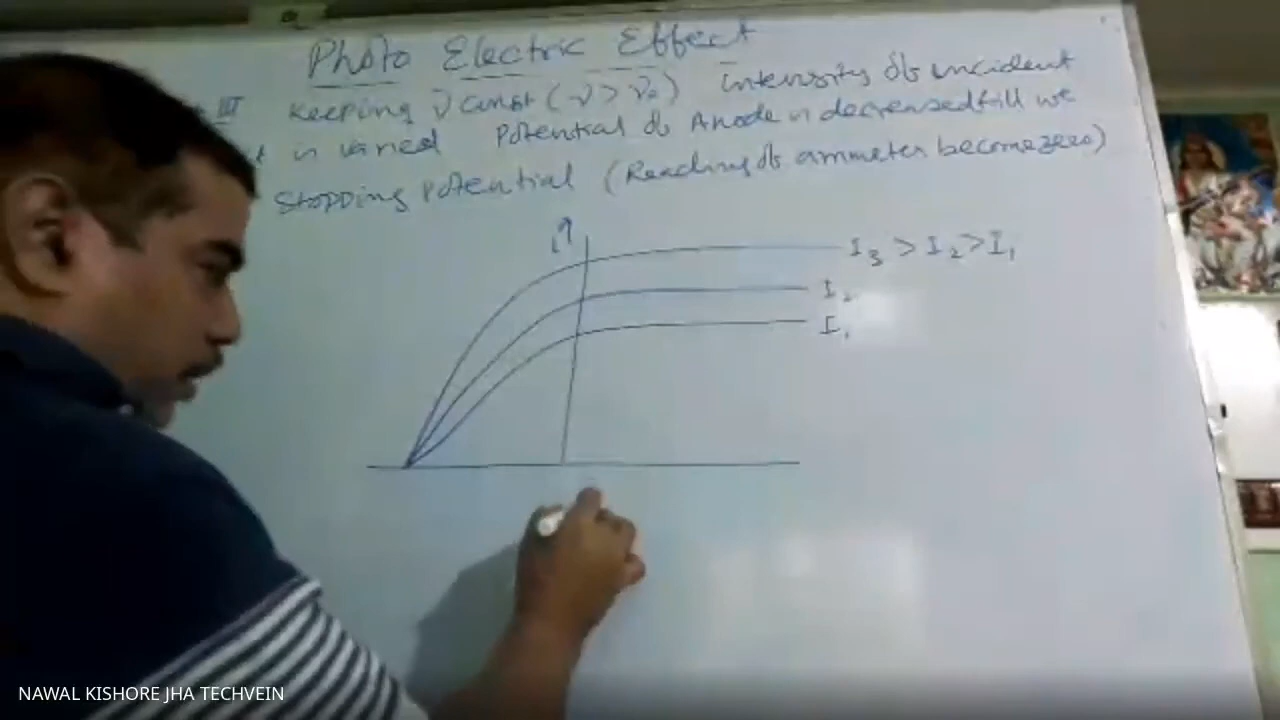 Photo Electric Effect
III Keeping ν const (ν > ν₀) intensity of incident
t is varied Potential of Anode is decreased till we
Stopping potential (Reading of ammeter become zero)
i
I₃ > I₂ > I₁
I₂
I₁
NAWAL KISHORE JHA TECHVEIN